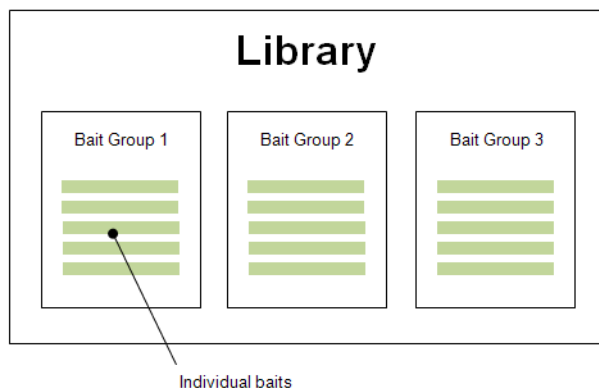 Library
Bait Group 1
Bait Group 2
Bait Group 3
Individual baits